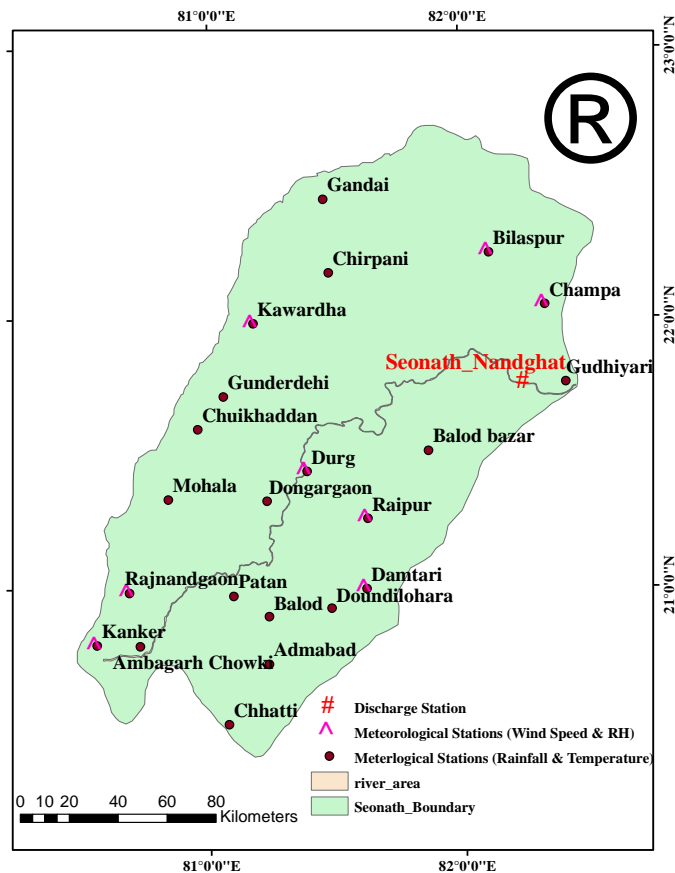 81°0'0"E
82°0'0"E
23°0'0"N
®
Gandai
Bilaspur
Chirpani
Champa
Kawardha
22°0'0"N
Seonath_Nandghat
Gudhiyari
Gunderdehi
Chuikhaddan
Balod bazar
Durg
Mohala
Dongargaon
Raipur
Rajnandgaon
Patan
Damtari
Doundilohara
21°0'0"N
Balod
Kanker
Ambagarh Chowki
Admabad
Chhatti
# Discharge Station
^ Meteorological Stations (Wind Speed & RH)
Meterlogical Stations (Rainfall & Temperature)
river_area
Seonath_Boundary
0 10 20 40 60 80
Kilometers
81°0'0"E
82°0'0"E